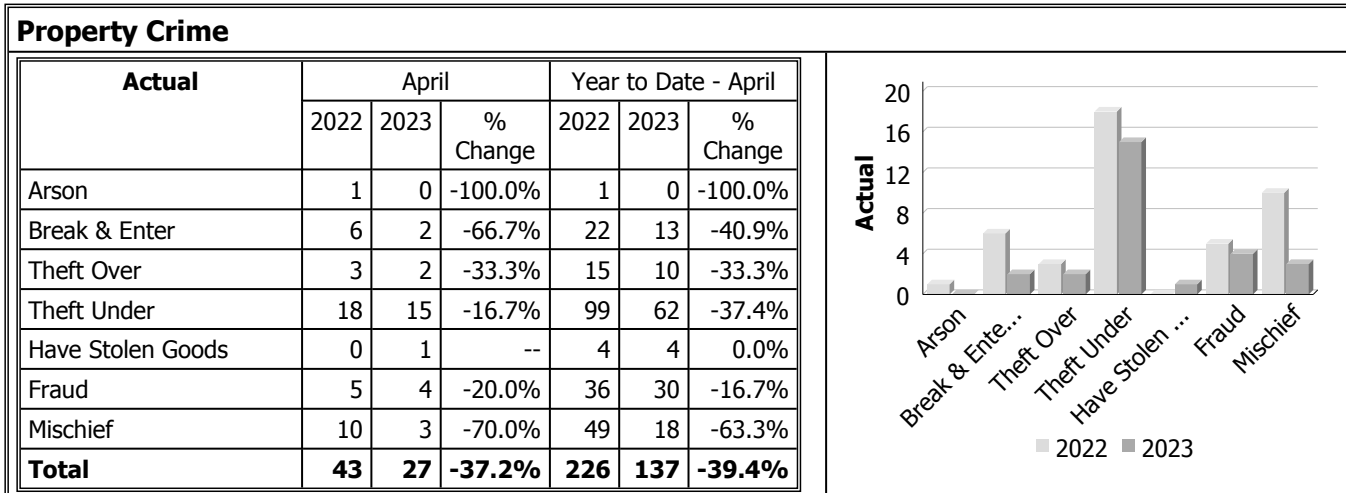 Property Crime
Actual April Year to Date - April
2022 2023 % Change 2022 2023 % Change
Arson 1 0 -100.0% 1 0 -100.0%
Break & Enter 6 2 -66.7% 22 13 -40.9%
Theft Over 3 2 -33.3% 15 10 -33.3%
Theft Under 18 15 -16.7% 99 62 -37.4%
Have Stolen Goods 0 1 -- 4 4 0.0%
Fraud 5 4 -20.0% 36 30 -16.7%
Mischief 10 3 -70.0% 49 18 -63.3%
Total 43 27 -37.2% 226 137 -39.4%
Actual
20
16
12
8
4
0
Arson
Break & Ente...
Theft Over
Theft Under
Have Stolen ...
Fraud
Mischief
2022 2023